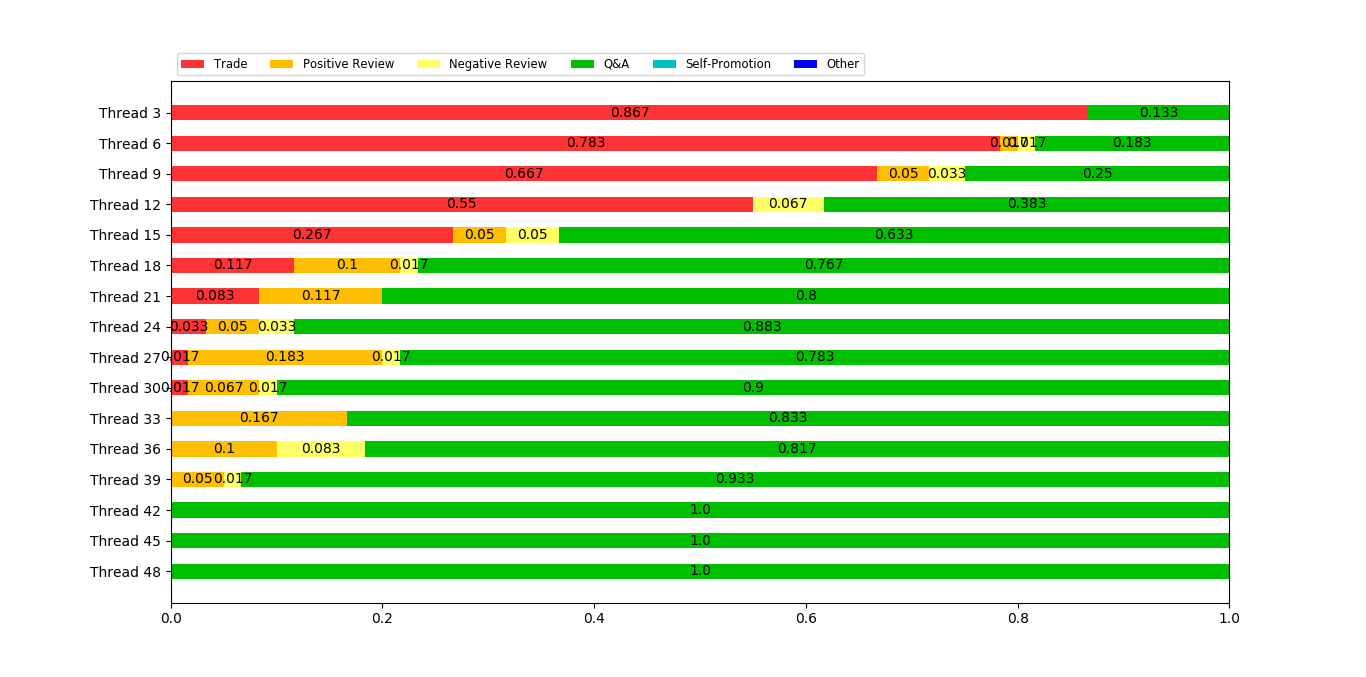 Trade Positive Review Negative Review Q&A Self-Promotion Other
Thread 3 0.867 0.133
Thread 6 0.783 0.017 0.017 0.183
Thread 9 0.667 0.05 0.033 0.25
Thread 12 0.55 0.067 0.383
Thread 15 0.267 0.05 0.05 0.633
Thread 18 0.117 0.1 0.017 0.767
Thread 21 0.083 0.117 0.8
Thread 24 0.033 0.05 0.033 0.883
Thread 27 0.017 0.183 0.017 0.783
Thread 30 0.017 0.067 0.017 0.9
Thread 33 0.167 0.833
Thread 36 0.1 0.083 0.817
Thread 39 0.05 0.017 0.933
Thread 42 1.0
Thread 45 1.0
Thread 48 1.0
0.0 0.2 0.4 0.6 0.8 1.0